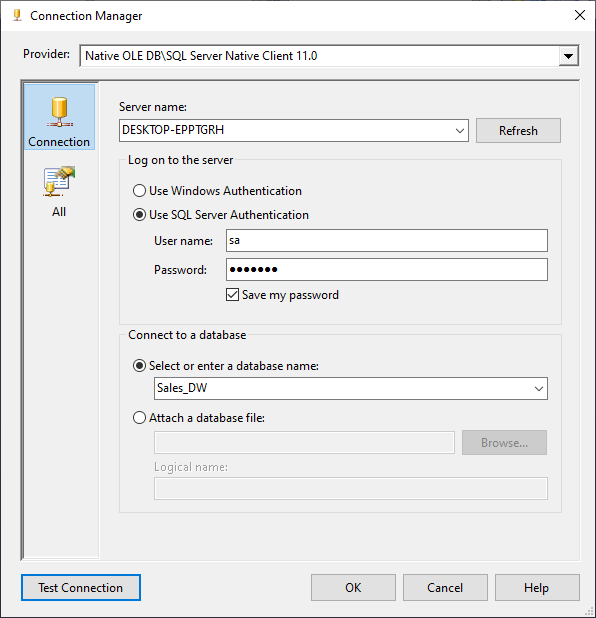 Connection Manager
Provider: Native OLE DB\SQL Server Native Client 11.0
Connection
All
Server name:
DESKTOP-EPPTGRH Refresh
Log on to the server
Use Windows Authentication
Use SQL Server Authentication
User name: sa
Password: ●●●●●●●
Save my password
Connect to a database
Select or enter a database name:
Sales_DW
Attach a database file:
Browse...
Logical name:
Test Connection OK Cancel Help